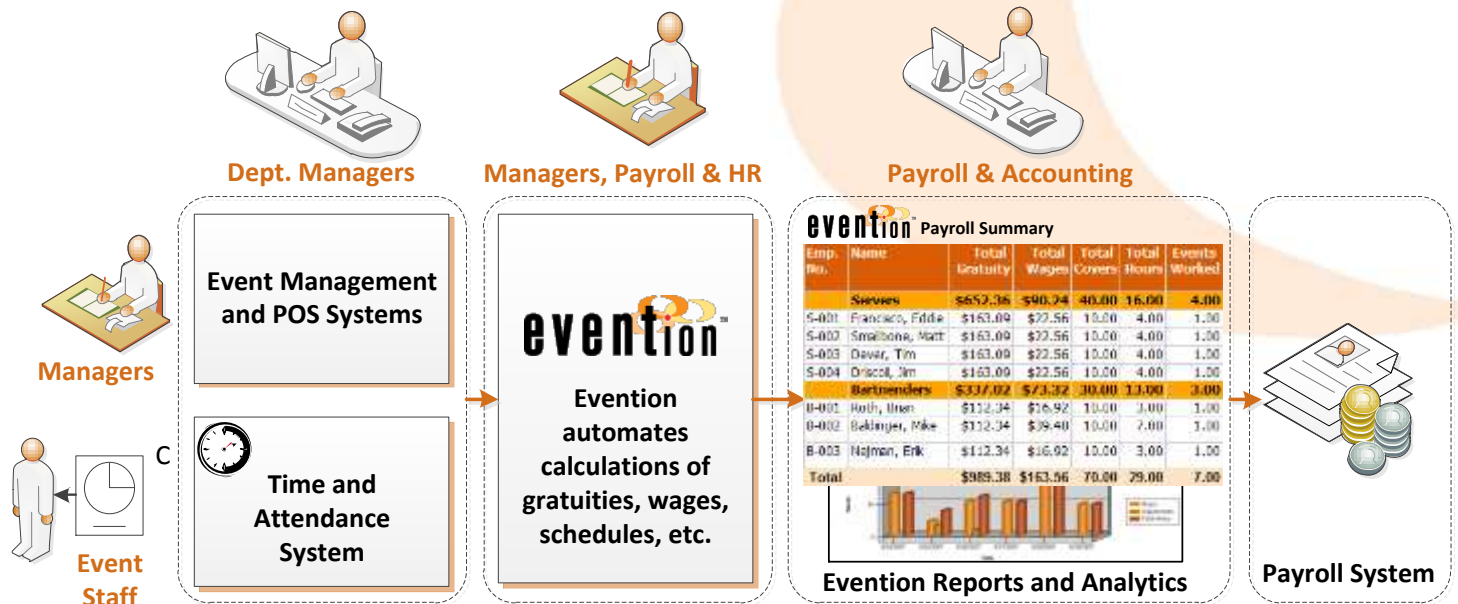 Dept. Managers
Managers, Payroll & HR
Payroll & Accounting
Managers
Event
Staff
C
Event Management
and POS Systems
Time and
Attendance
System
evention
Evention
automates
calculations of
gratuities, wages,
schedules, etc.
evention Payroll Summary
Emp. No. Name Total Gratuity Total Wages Total Covers Total Hours Events Worked
Servers $652.36 $90.24 40.00 16.00 4.00
S-001 Francisco, Eddie $163.09 $22.56 10.00 4.00 1.00
S-002 Smallbone, Matt $163.09 $22.56 10.00 4.00 1.00
S-003 Dever, Tim $163.09 $22.56 10.00 4.00 1.00
S-004 Driscoll, Jim $163.09 $22.56 10.00 4.00 1.00
Bartenders $337.02 $73.32 30.00 13.00 3.00
B-001 Roth, $112.34 $16.92 10.00 3.00 1.00
B-002 Baldinger, Mike $112.34 $39.48 10.00 7.00 1.00
B-003 Najman, Erik $112.34 $16.92 10.00 3.00 1.00
Total $989.38 $163.56 70.00 29.00 7.00
Evention Reports and Analytics
Payroll System